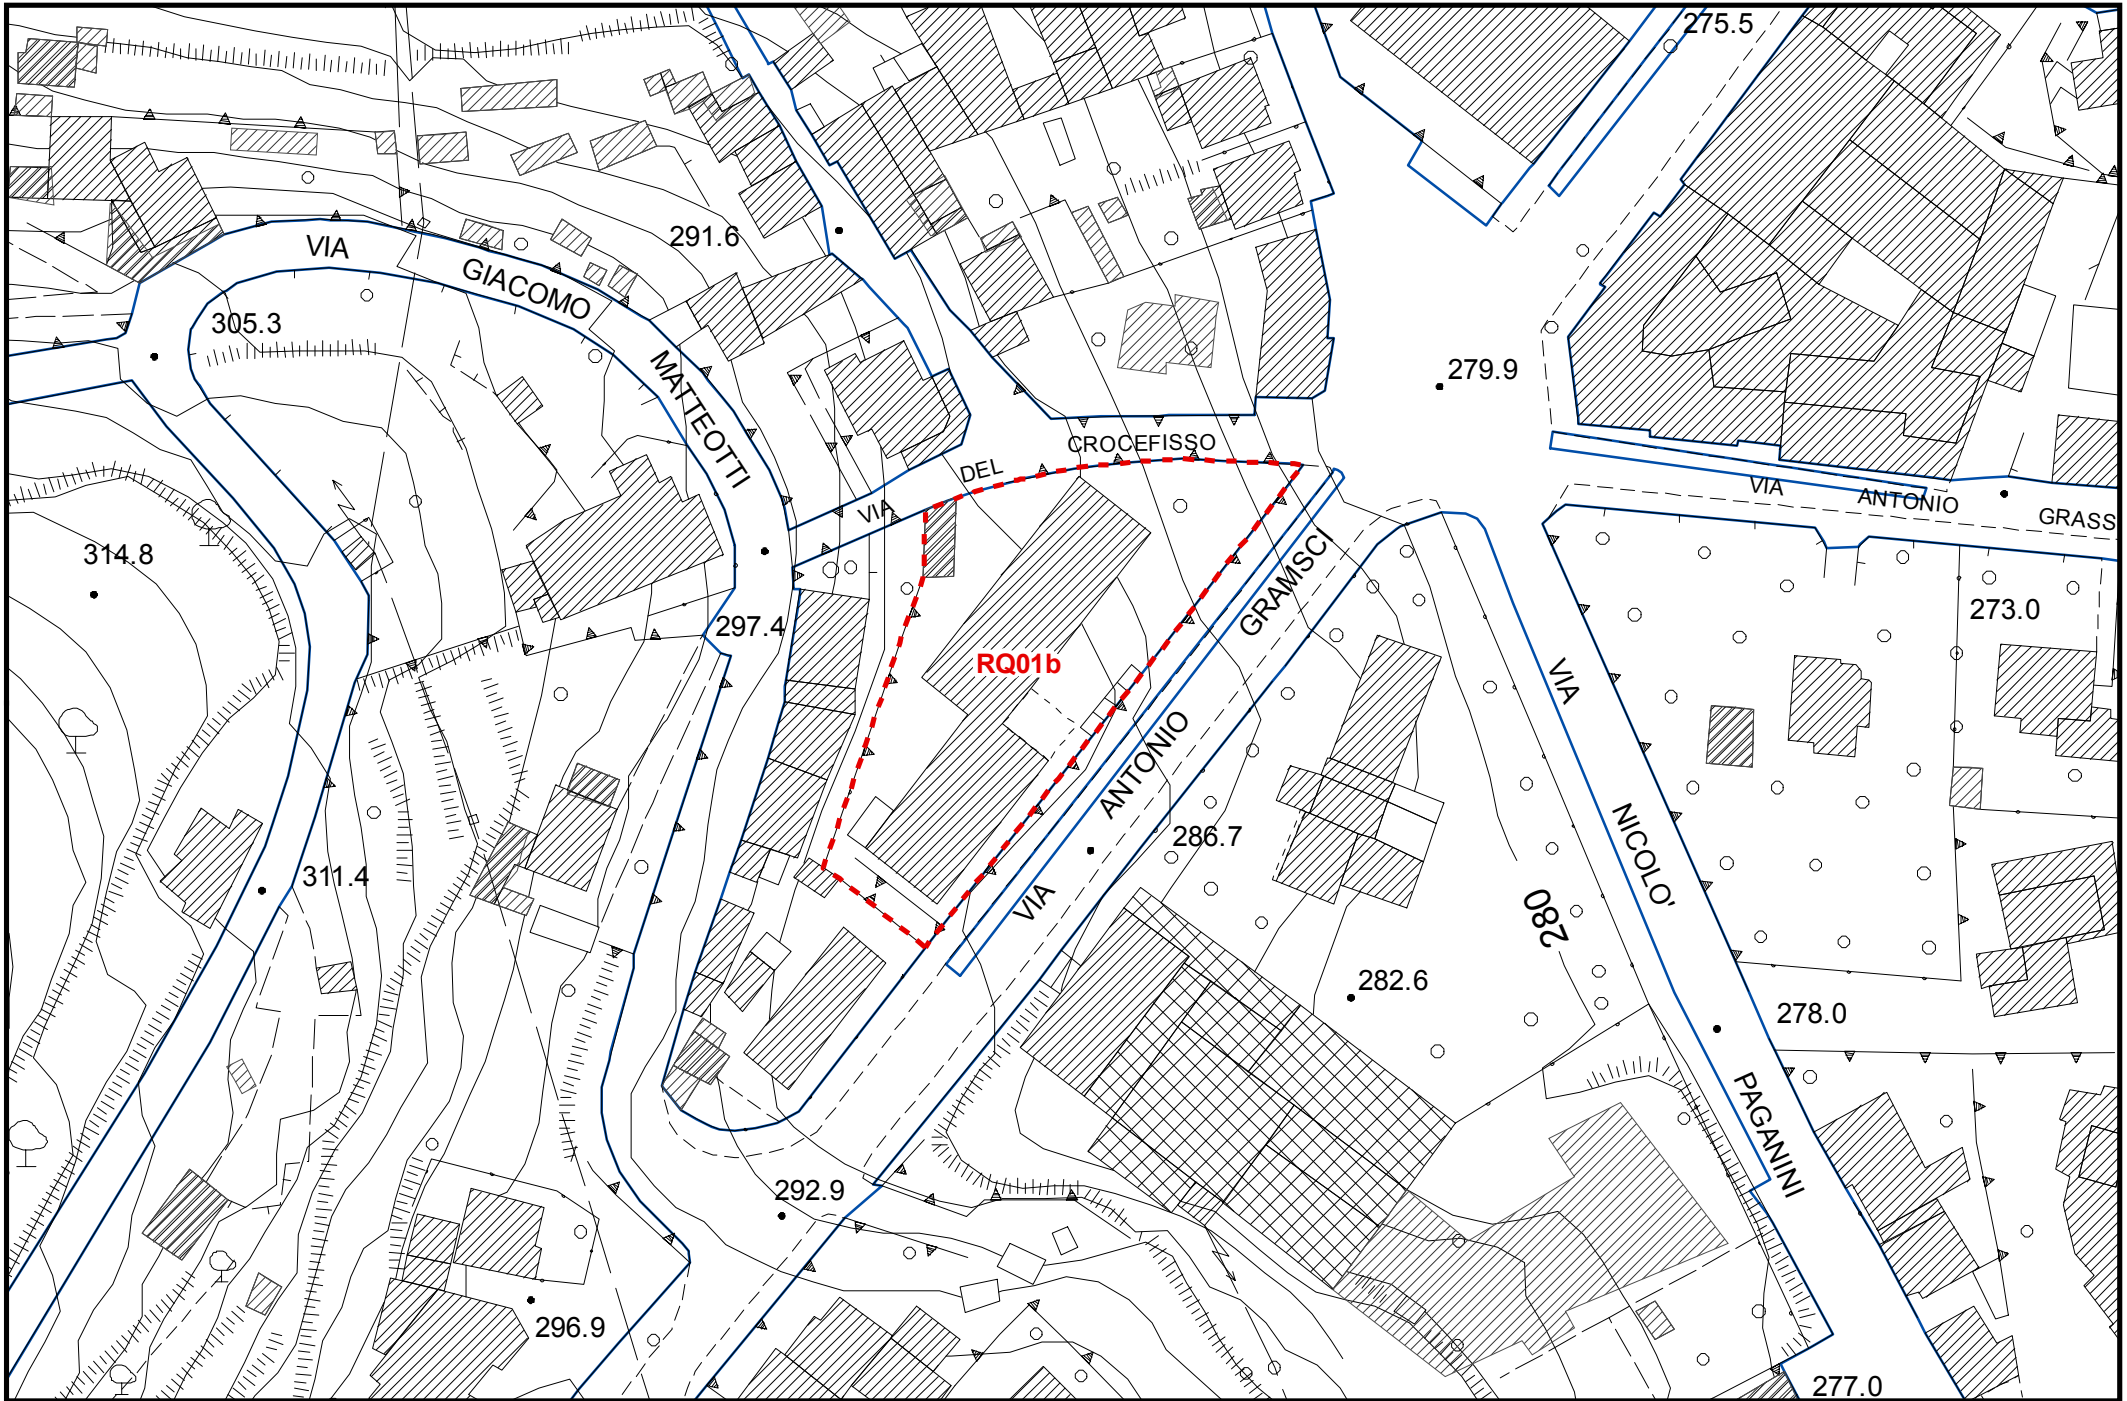 275.5
291.6
VIA
GIACOMO
MATTEOTTI
305.3
279.9
CROCEFISSO
DEL
VIA
VIA
ANTONIO
GRASS
314.8
297.4
273.0
RQ01b
GRAMSCI
ANTONIO
VIA
VIA
NICOLO'
PAGANINI
286.7
311.4
280
282.6
278.0
292.9
296.9
277.0